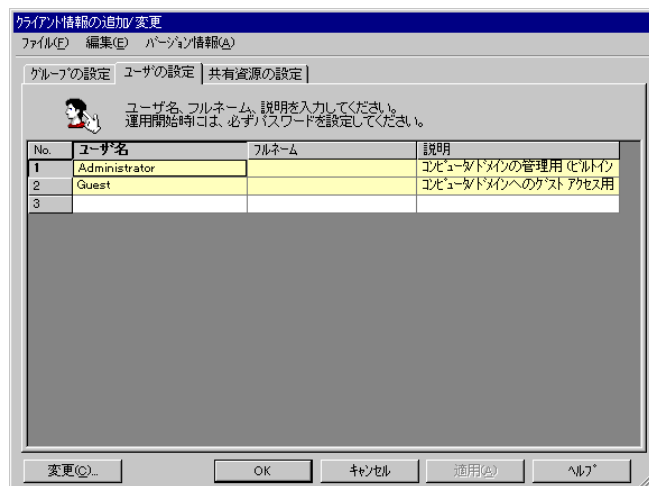 クライアント情報の追加/変更
ファイル(F) 編集(E) バージョン情報(A)
グループの設定 ユーザの設定 共有資源の設定
ユーザ名、フルネーム、説明を入力してください。
運用開始時には、必ずパスワードを設定してください。
No. ユーザ名 フルネーム 説明
1 Administrator コンピュータ/ドメインの管理用 (ビルトイン
2 Guest コンピュータ/ドメインへのゲスト アクセス用
3
変更(C)... OK キャンセル 適用(A) ヘルプ